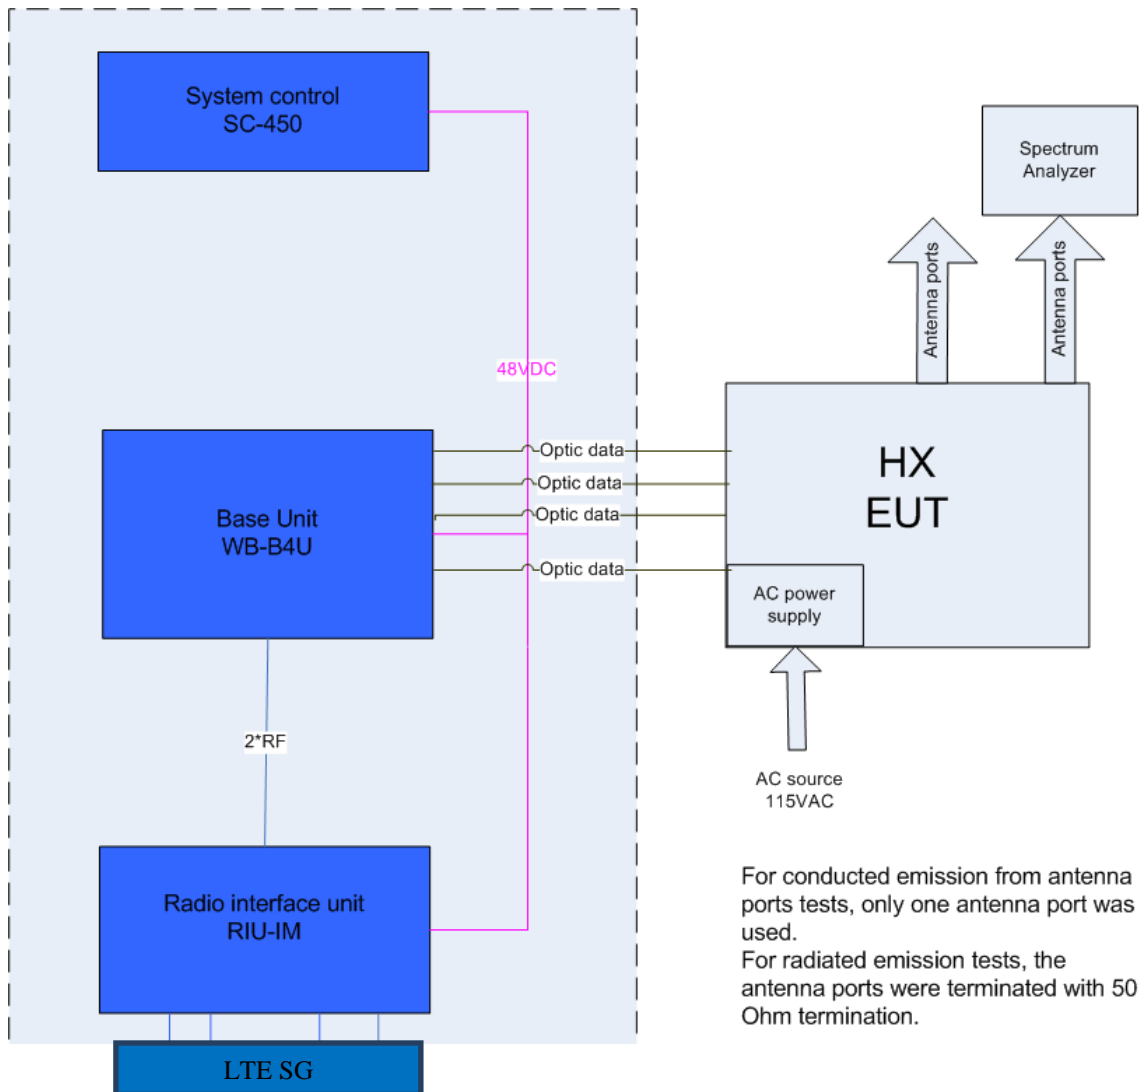 System control
SC-450
Spectrum
Analyzer
Antenna ports
Antenna ports
48VDC
Optic data
Optic data
Optic data
Optic data
HX
EUT
Base Unit
WB-B4U
AC power
supply
2*RF
AC source
115VAC
Radio interface unit
RIU-IM
For conducted emission from antenna
ports tests, only one antenna port was
used.
For radiated emission tests, the
antenna ports were terminated with 50
Ohm termination.
LTE SG